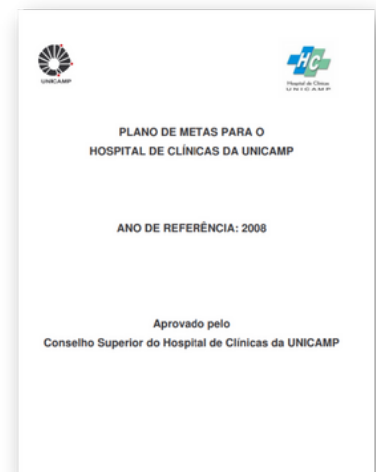 UNICAMP
HC
Hospital de Clínicas
UNICAMP
PLANO DE METAS PARA O
HOSPITAL DE CLÍNICAS DA UNICAMP
ANO DE REFERÊNCIA: 2008
Aprovado pelo
Conselho Superior do Hospital de Clínicas da UNICAMP